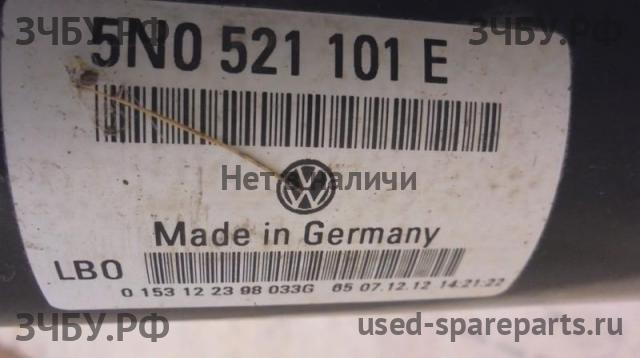 ЗЧБУ.РФ ЗЧБУ.РФ
5N0 521 101 E
Нет в наличи
Made in Germany
LBO
0 153 12 23 98 033G 65 07.12.12 14:21:22
ЗЧБУ.РФ
used-spareparts.ru